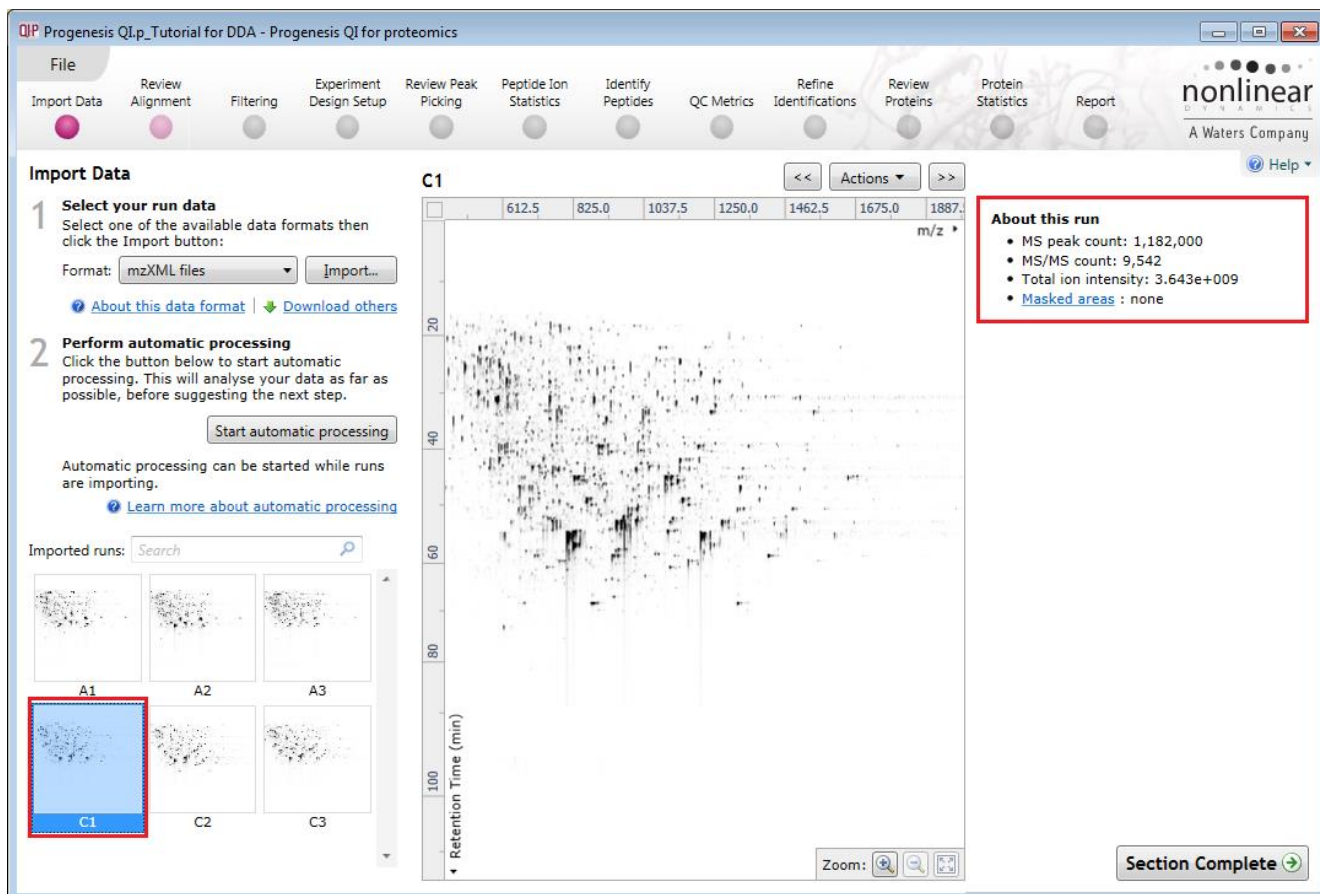 QIP Progenesis QI.p_Tutorial for DDA - Progenesis QI for proteomics
File
Import Data
Review
Alignment
Filtering
Experiment
Design Setup
Review Peak
Picking
Peptide Ion
Statistics
Identify
Peptides
QC Metrics
Refine
Identifications
Review
Proteins
Protein
Statistics
Report
nonlinear
DYNAMICS
A Waters Company
Help
Import Data
1 Select your run data
Select one of the available data formats then
click the Import button:
Format: mzXML files Import...
About this data format | Download others
2 Perform automatic processing
Click the button below to start automatic
processing. This will analyse your data as far as
possible, before suggesting the next step.
Start automatic processing
Automatic processing can be started while runs
are importing.
Learn more about automatic processing
Imported runs: Search
A1 A2 A3
C1 C2 C3
C1
<< Actions >>
612.5 825.0 1037.5 1250.0 1462.5 1675.0 1887.
m/z
20
40
60
80
100
Retention Time (min)
Zoom:
About this run
• MS peak count: 1,182,000
• MS/MS count: 9,542
• Total ion intensity: 3.643e+009
• Masked areas : none
Section Complete